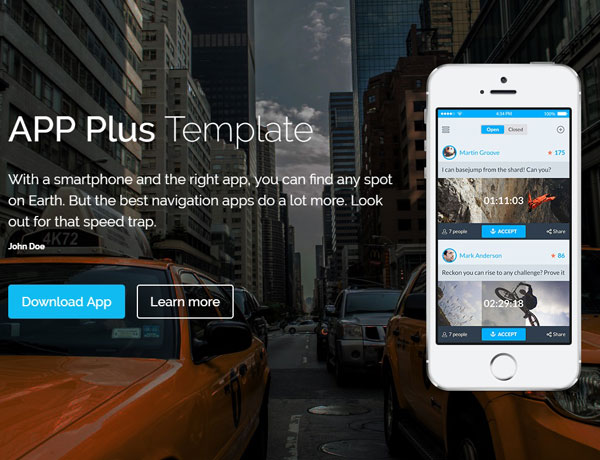 APP Plus Template
With a smartphone and the right app, you can find any spot
on Earth. But the best navigation apps do a lot more. Look
out for that speed trap.
John Doe
4K72
Download App
Learn more
4:34 PM
100%
Open
Closed
Martin Groove
175
I can basejump from the shard! Can you?
01:11:03
7 people
ACCEPT
Share
Mark Anderson
86
Reckon you can rise to any challenge? Prove it
02:29:18
7 people
ACCEPT
Share